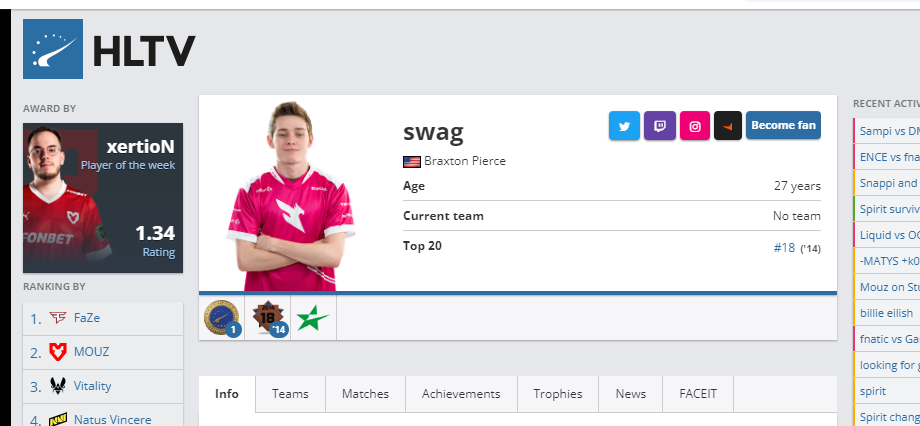 HLTV
AWARD BY
xertioN
Player of the week
1.34
Rating
FONBET
RANKING BY
1. FaZe
2. MOUZ
3. Vitality
4. Natus Vincere
swag
Become fan
Braxton Pierce
Age 27 years
Current team No team
Top 20 #18 ('14)
1
2014
18
'14
Info Teams Matches Achievements Trophies News FACEIT
RECENT ACTIV
Sampi vs DM
ENCE vs fna
Snappi and
Spirit surviv
Liquid vs OG
-MATYS +k0
Mouz on Stu
billie eilish
fnatic vs Ga
looking for g
spirit
Spirit chang